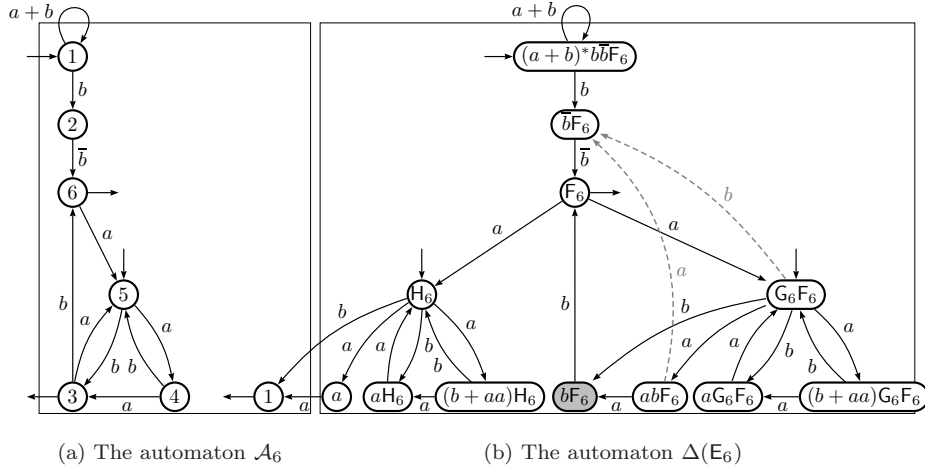 a + b
a + b
1
(a + b)*bb̅F₆
b
b
2
b̅F₆
b̅
b̅
6
F₆
b
a
a
a
a
5
H₆
G₆F₆
b
b
b
a
a
b
b
a
a
b
b
a
a
a
b
b
a
3
4
1
a
aH₆
(b + aa)H₆
bF₆
abF₆
aG₆F₆
(b + aa)G₆F₆
a
a
a
a
a
(a) The automaton 𝒜₆
(b) The automaton Δ(E₆)